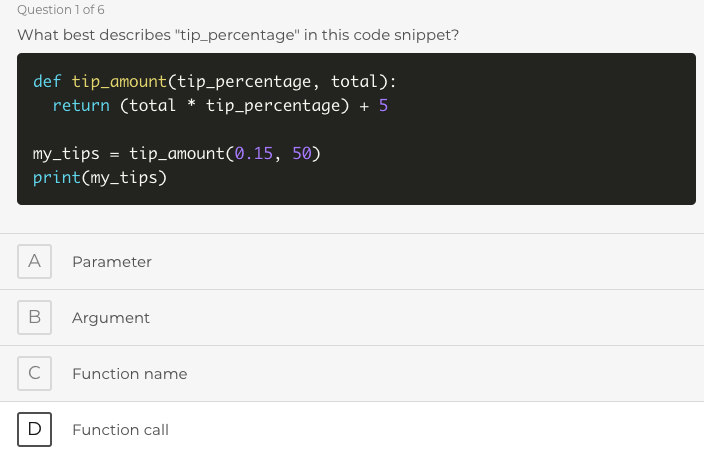 Question 1 of 6
What best describes "tip_percentage" in this code snippet?
def tip_amount(tip_percentage, total):
  return (total * tip_percentage) + 5

my_tips = tip_amount(0.15, 50)
print(my_tips)
A Parameter
B Argument
C Function name
D Function call